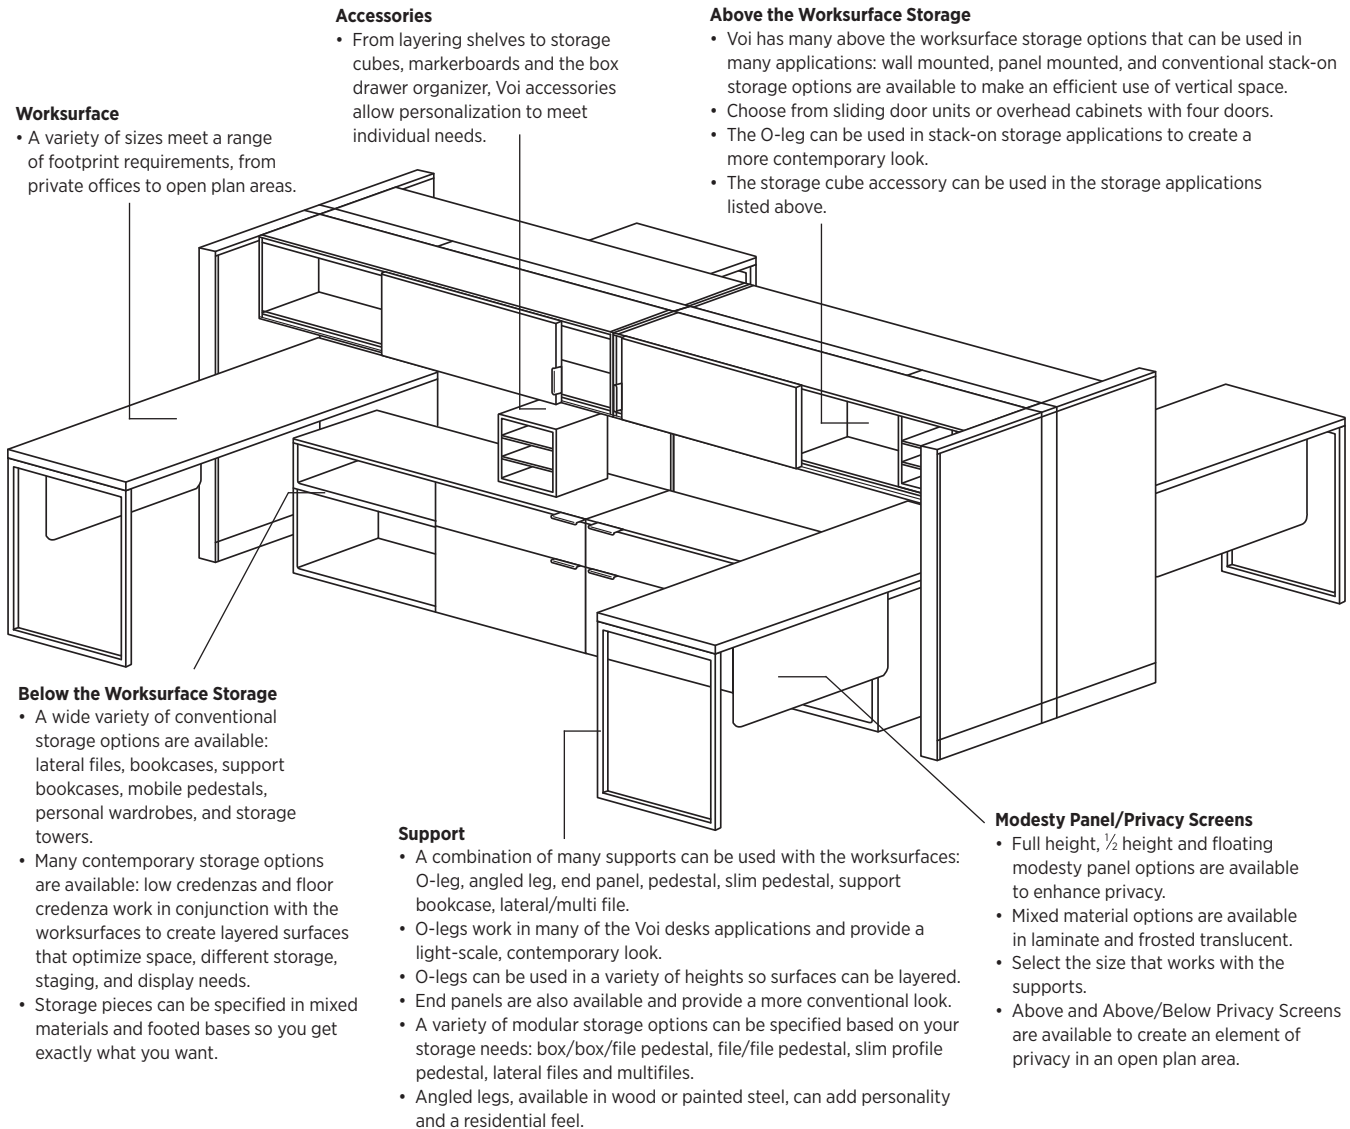 Accessories
• From layering shelves to storage
cubes, markerboards and the box
drawer organizer, Voi accessories
allow personalization to meet
individual needs.
Above the Worksurface Storage
• Voi has many above the worksurface storage options that can be used in
many applications: wall mounted, panel mounted, and conventional stack-on
storage options are available to make an efficient use of vertical space.
• Choose from sliding door units or overhead cabinets with four doors.
• The O-leg can be used in stack-on storage applications to create a
more contemporary look.
• The storage cube accessory can be used in the storage applications
listed above.
Worksurface
• A variety of sizes meet a range
of footprint requirements, from
private offices to open plan areas.
Below the Worksurface Storage
• A wide variety of conventional
storage options are available:
lateral files, bookcases, support
bookcases, mobile pedestals,
personal wardrobes, and storage
towers.
• Many contemporary storage options
are available: low credenzas and floor
credenza work in conjunction with the
worksurfaces to create layered surfaces
that optimize space, different storage,
staging, and display needs.
• Storage pieces can be specified in mixed
materials and footed bases so you get
exactly what you want.
Support
• A combination of many supports can be used with the worksurfaces:
O-leg, angled leg, end panel, pedestal, slim pedestal, support
bookcase, lateral/multi file.
• O-legs work in many of the Voi desks applications and provide a
light-scale, contemporary look.
• O-legs can be used in a variety of heights so surfaces can be layered.
• End panels are also available and provide a more conventional look.
• A variety of modular storage options can be specified based on your
storage needs: box/box/file pedestal, file/file pedestal, slim profile
pedestal, lateral files and multifiles.
• Angled legs, available in wood or painted steel, can add personality
and a residential feel.
Modesty Panel/Privacy Screens
• Full height, ½ height and floating
modesty panel options are available
to enhance privacy.
• Mixed material options are available
in laminate and frosted translucent.
• Select the size that works with the
supports.
• Above and Above/Below Privacy Screens
are available to create an element of
privacy in an open plan area.